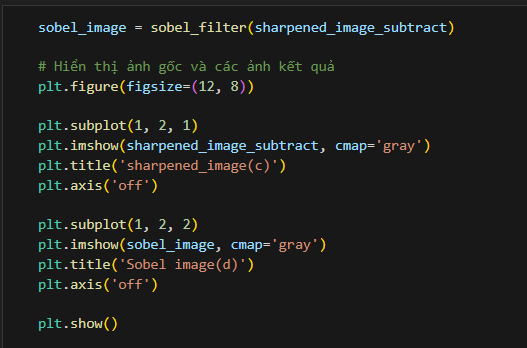 sobel_image = sobel_filter(sharpened_image_subtract)
# Hiển thị ảnh gốc và các ảnh kết quả
plt.figure(figsize=(12, 8))
plt.subplot(1, 2, 1)
plt.imshow(sharpened_image_subtract, cmap='gray')
plt.title('sharpened_image(c)')
plt.axis('off')
plt.subplot(1, 2, 2)
plt.imshow(sobel_image, cmap='gray')
plt.title('Sobel image(d)')
plt.axis('off')
plt.show()